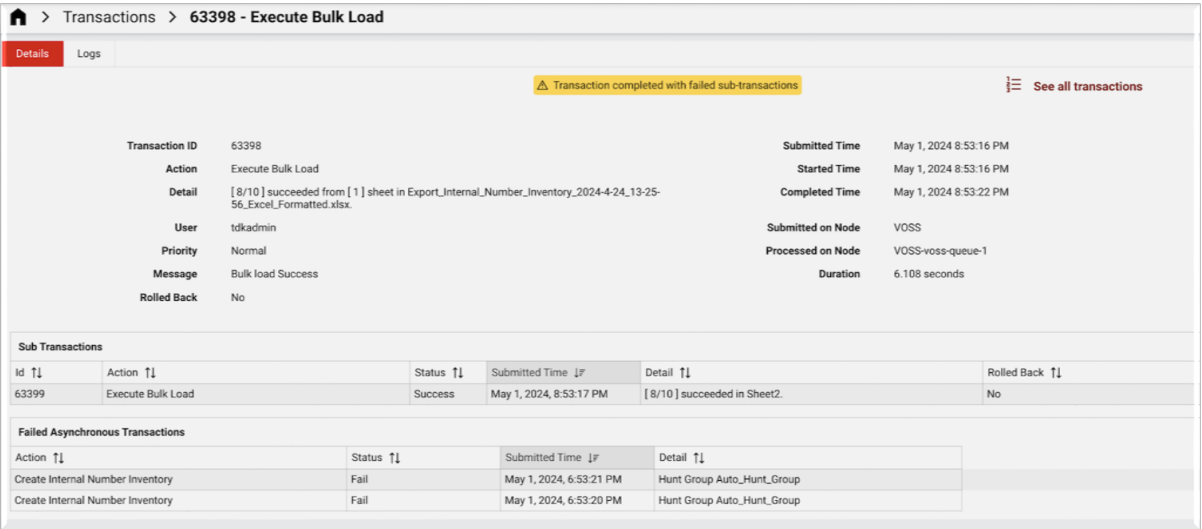 > Transactions > 63398 - Execute Bulk Load
Details Logs
Transaction completed with failed sub-transactions
See all transactions
Transaction ID 63398 Submitted Time May 1, 2024 8:53:16 PM
Action Execute Bulk Load Started Time May 1, 2024 8:53:16 PM
Detail [ 8/10 ] succeeded from [ 1 ] sheet in Export_Internal_Number_Inventory_2024-4-24_13-25- Completed Time May 1, 2024 8:53:22 PM
56_Excel_Formatted.xlsx.
User tdkadmin Submitted on Node VOSS
Priority Normal Processed on Node VOSS-voss-queue-1
Message Bulk load Success Duration 6.108 seconds
Rolled Back No
Sub Transactions
Id Action Status Submitted Time Detail Rolled Back
63399 Execute Bulk Load Success May 1, 2024, 8:53:17 PM [ 8/10 ] succeeded in Sheet2. No
Failed Asynchronous Transactions
Action Status Submitted Time Detail
Create Internal Number Inventory Fail May 1, 2024, 6:53:21 PM Hunt Group Auto_Hunt_Group
Create Internal Number Inventory Fail May 1, 2024, 6:53:20 PM Hunt Group Auto_Hunt_Group